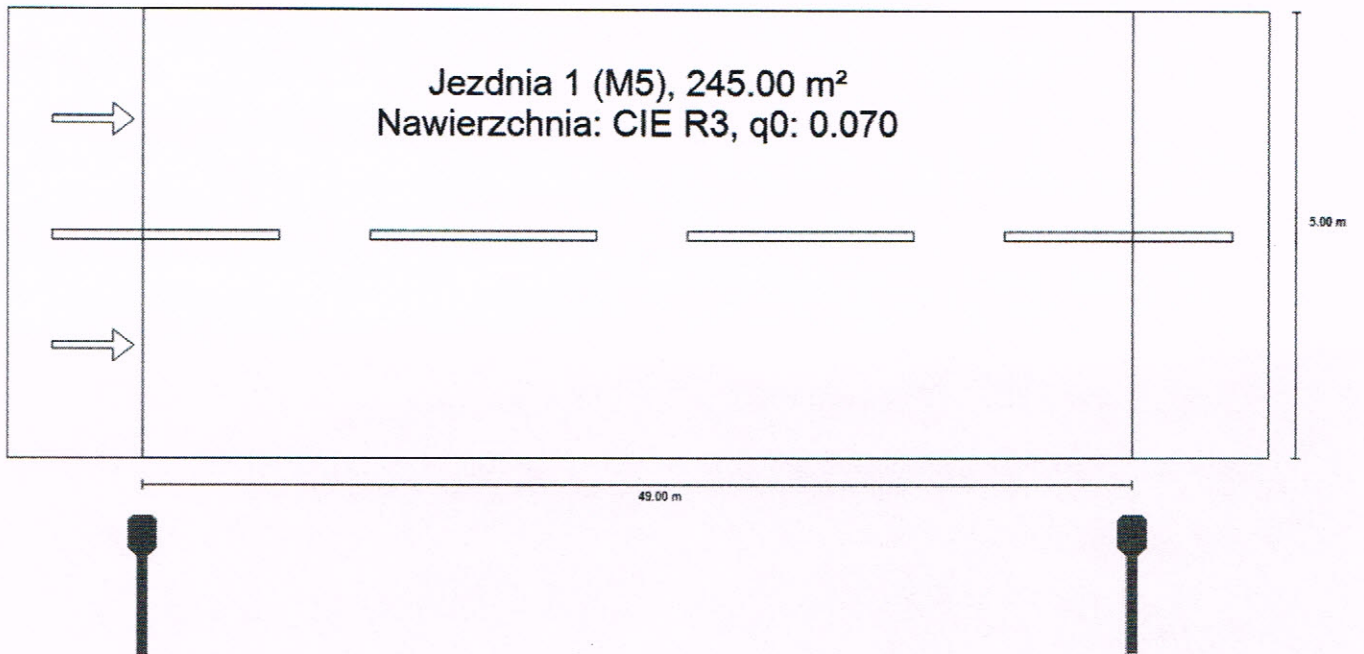 Jezdnia 1 (M5), 245.00 m²
Nawierzchnia: CIE R3, q0: 0.070
5.00 m
49.00 m